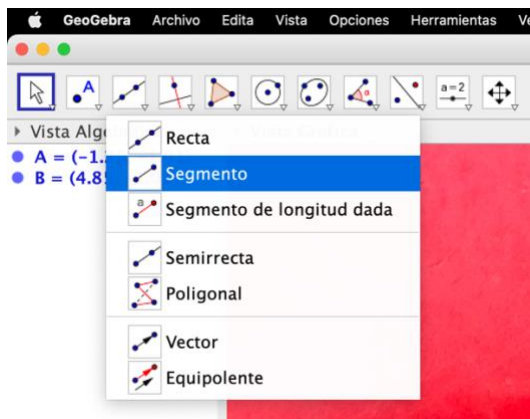 GeoGebra Archivo Edita Vista Opciones Herramientas
A a=2
Vista
A = (-1.
B = (4.8
Recta
Segmento
a
Segmento de longitud dada
Semirrecta
Poligonal
Vector
Equipolente